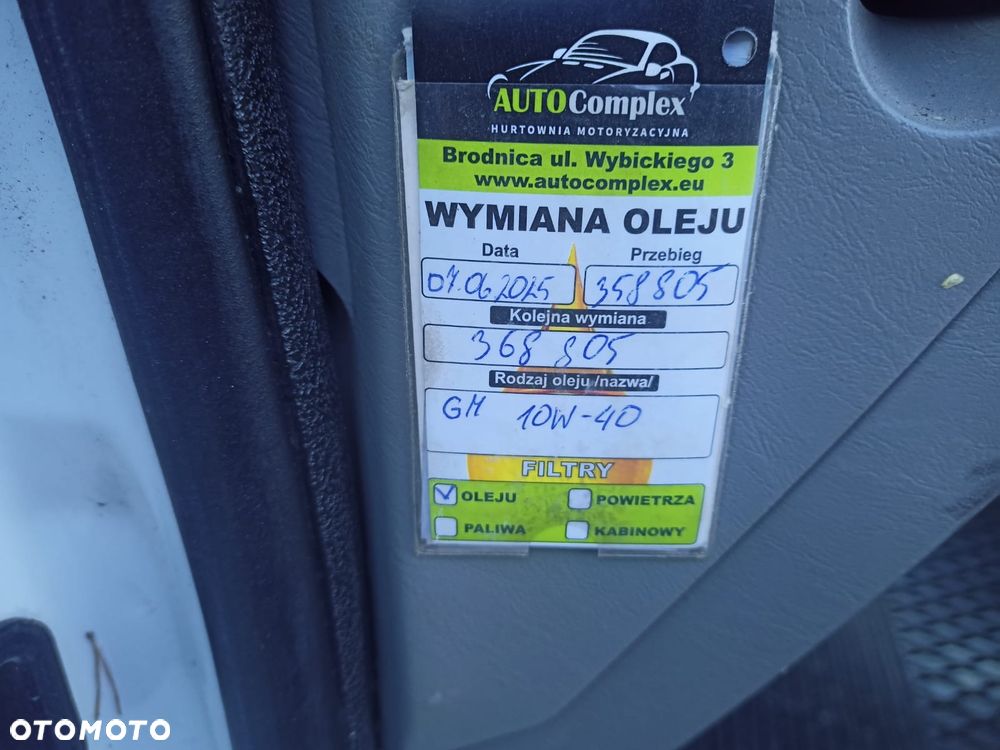 AUTOComplex
HURTOWNIA MOTORYZACYJNA
Brodnica ul. Wybickiego 3
www.autocomplex.eu
WYMIANA OLEJU
Data Przebieg
07.06.2025 358805
Kolejna wymiana
368 805
Rodzaj oleju /nazwa/
GM 10W-40
FILTRY
OLEJU POWIETRZA
PALIWA KABINOWY
OTOMOTO